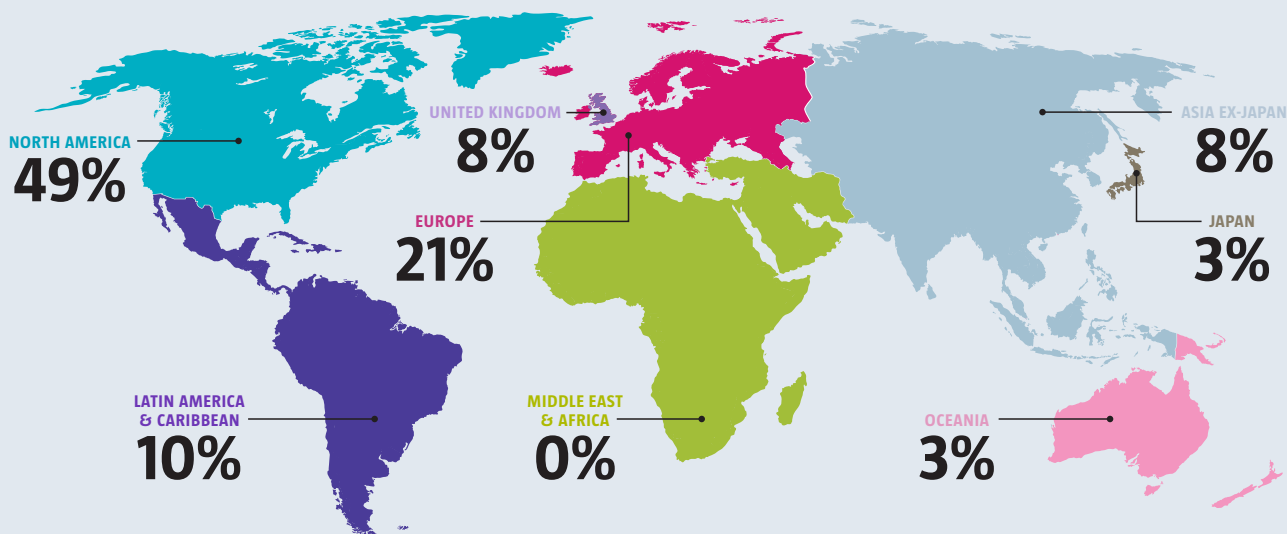 NORTH AMERICA
49%
UNITED KINGDOM
8%
ASIA EX-JAPAN
8%
EUROPE
21%
JAPAN
3%
LATIN AMERICA
& CARIBBEAN
10%
MIDDLE EAST
& AFRICA
0%
OCEANIA
3%